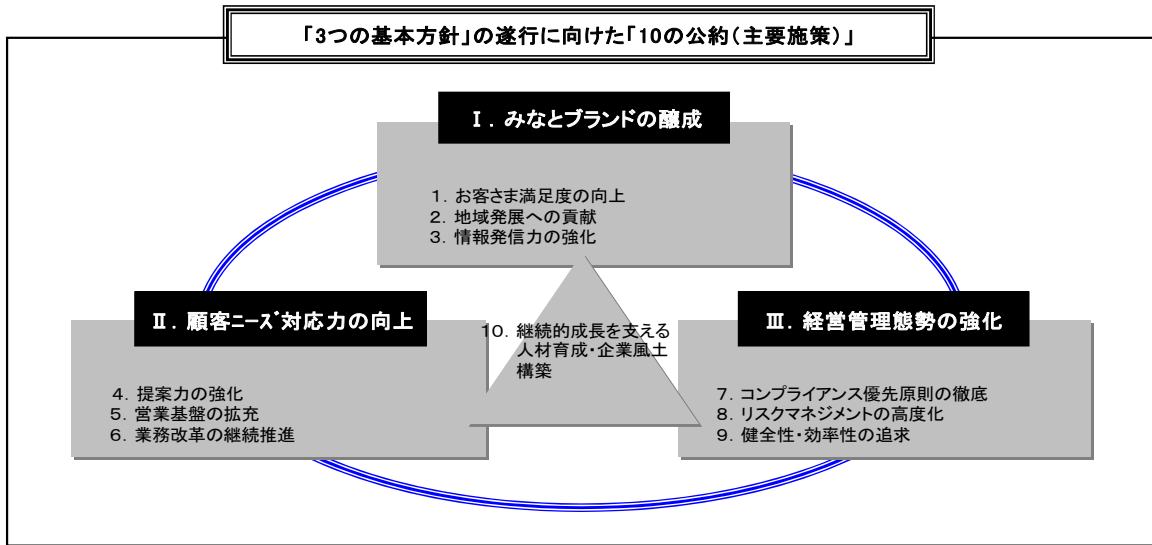 「3つの基本方針」の遂行に向けた「10の公約(主要施策)」
Ⅰ．みなとブランドの醸成
1．お客さま満足度の向上
2．地域発展への貢献
3．情報発信力の強化
Ⅱ．顧客ﾆｰｽﾞ対応力の向上
4．提案力の強化
5．営業基盤の拡充
6．業務改革の継続推進
10．継続的成長を支える
人材育成・企業風土
構築
Ⅲ．経営管理態勢の強化
7．コンプライアンス優先原則の徹底
8．リスクマネジメントの高度化
9．健全性・効率性の追求